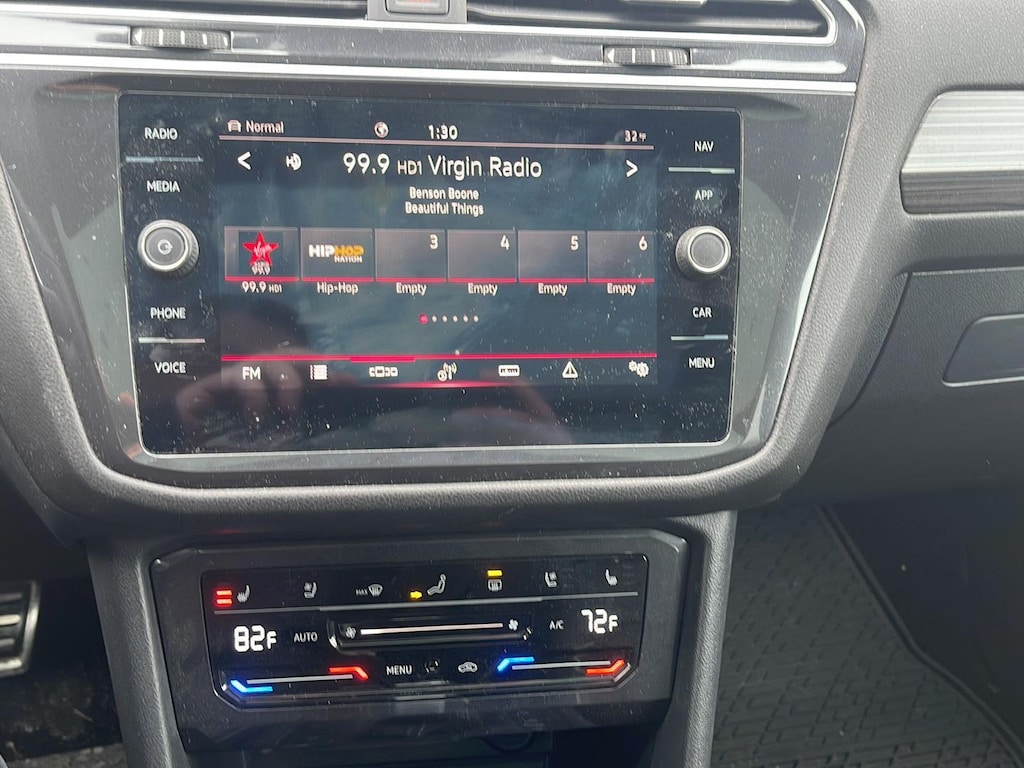 RADIO
MEDIA
PHONE
VOICE
Normal 1:30 32°F
99.9 HD1 Virgin Radio
Benson Boone
Beautiful Things
HIPHOP 3 4 5 6
NATION
99.9
99.9 HD1 Hip-Hop Empty Empty Empty Empty
FM
NAV
APP
CAR
MENU
MAX
82F AUTO A/C 72F
MENU